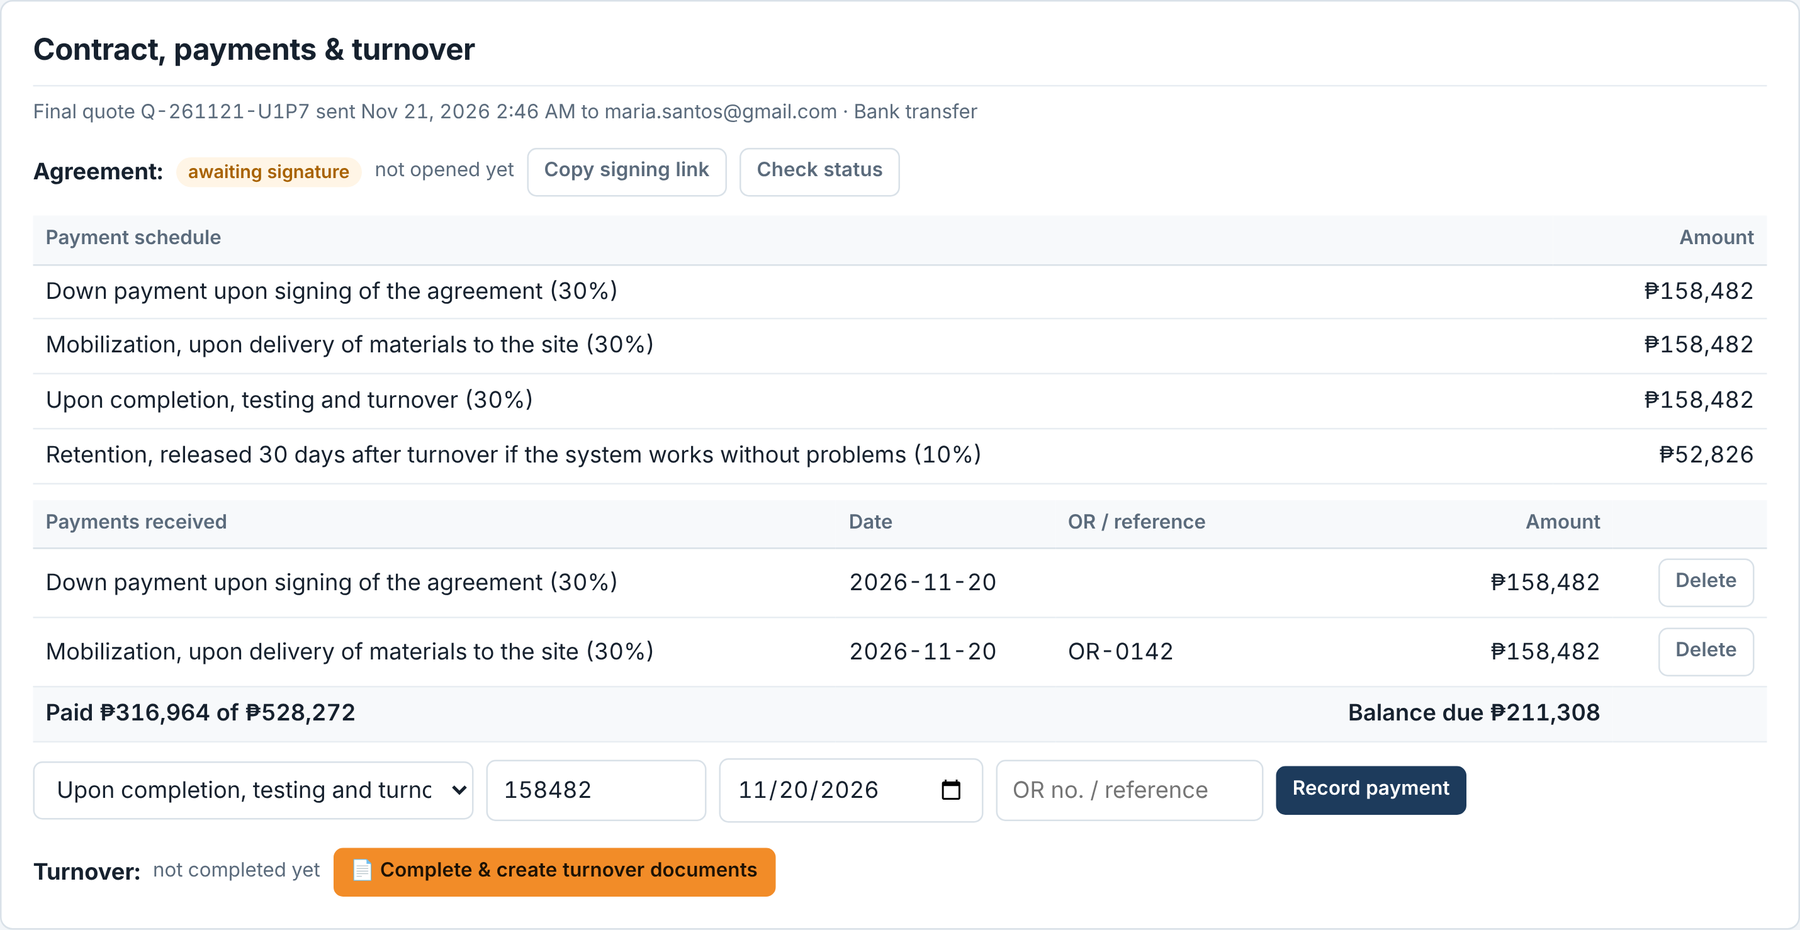 Contract, payments & turnover
Final quote Q-261121-U1P7 sent Nov 21, 2026 2:46 AM to maria.santos@gmail.com · Bank transfer
Agreement: awaiting signature not opened yet Copy signing link Check status
Payment schedule Amount
Down payment upon signing of the agreement (30%) ₱158,482
Mobilization, upon delivery of materials to the site (30%) ₱158,482
Upon completion, testing and turnover (30%) ₱158,482
Retention, released 30 days after turnover if the system works without problems (10%) ₱52,826
Payments received Date OR / reference Amount
Down payment upon signing of the agreement (30%) 2026-11-20 ₱158,482 Delete
Mobilization, upon delivery of materials to the site (30%) 2026-11-20 OR-0142 ₱158,482 Delete
Paid ₱316,964 of ₱528,272 Balance due ₱211,308
Upon completion, testing and turnc 158482 11/20/2026 OR no. / reference Record payment
Turnover: not completed yet 📄 Complete & create turnover documents